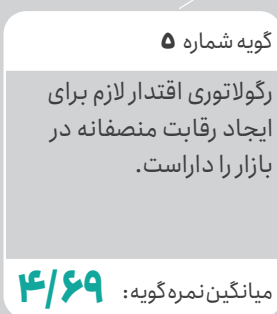 گویه شماره ۵
رگولاتوری اقتدار لازم برای
ایجاد رقابت منصفانه در
بازار را داراست.
میانگین نمره گویه: ۴/۶۹